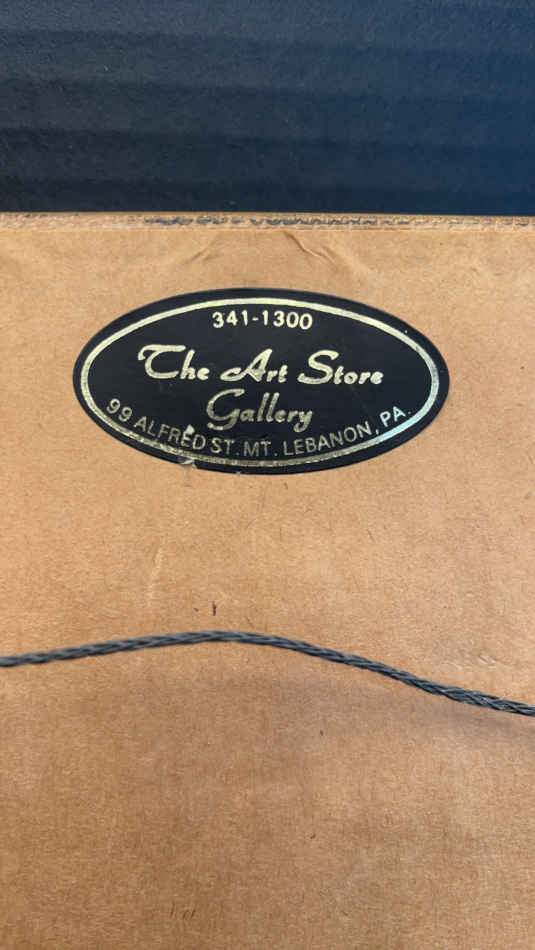 341-1300
The Art Store
Gallery
99 ALFRED ST. MT. LEBANON, PA.